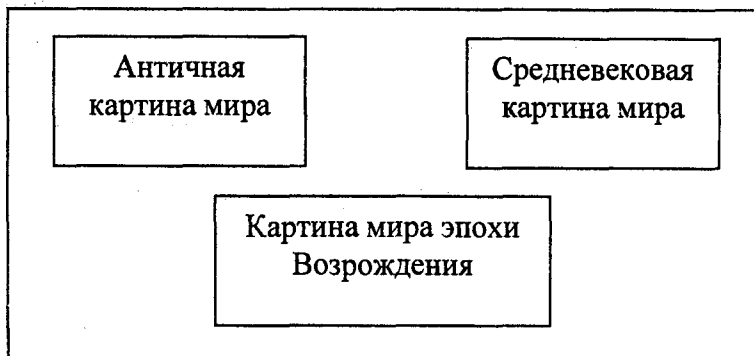 Античная
картина мира
Средневековая
картина мира
Картина мира эпохи
Возрождения